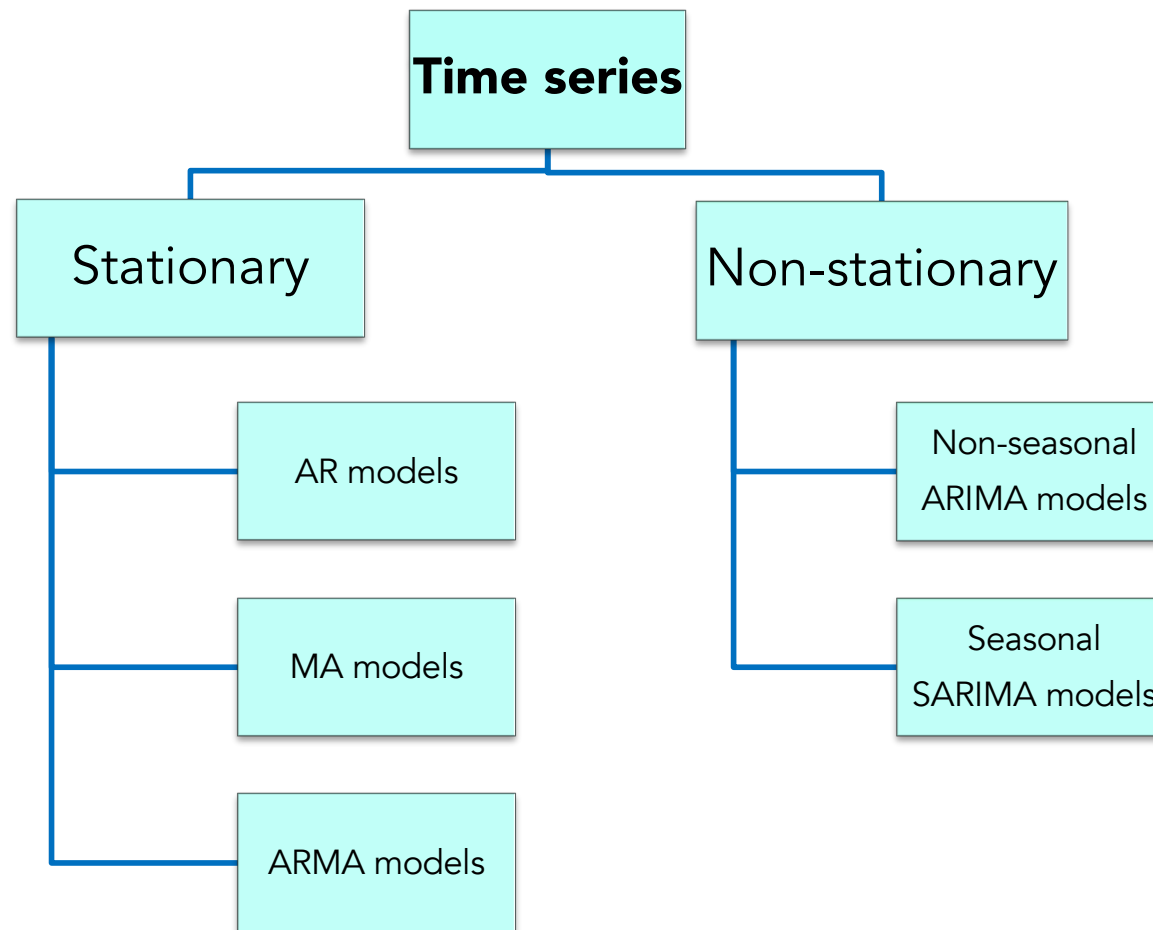 Time series
Stationary
Non-stationary
AR models
MA models
ARMA models
Non-seasonal
ARIMA models
Seasonal
SARIMA models